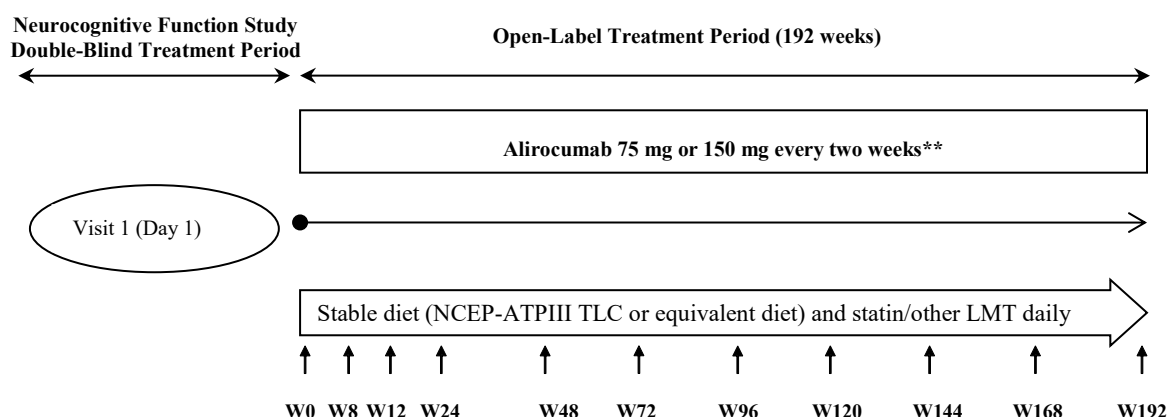 Neurocognitive Function Study
Double-Blind Treatment Period
Open-Label Treatment Period (192 weeks)
Alirocumab 75 mg or 150 mg every two weeks**
Visit 1 (Day 1)
Stable diet (NCEP-ATPIII TLC or equivalent diet) and statin/other LMT daily
W0 W8 W12 W24 W48 W72 W96 W120 W144 W168 W192